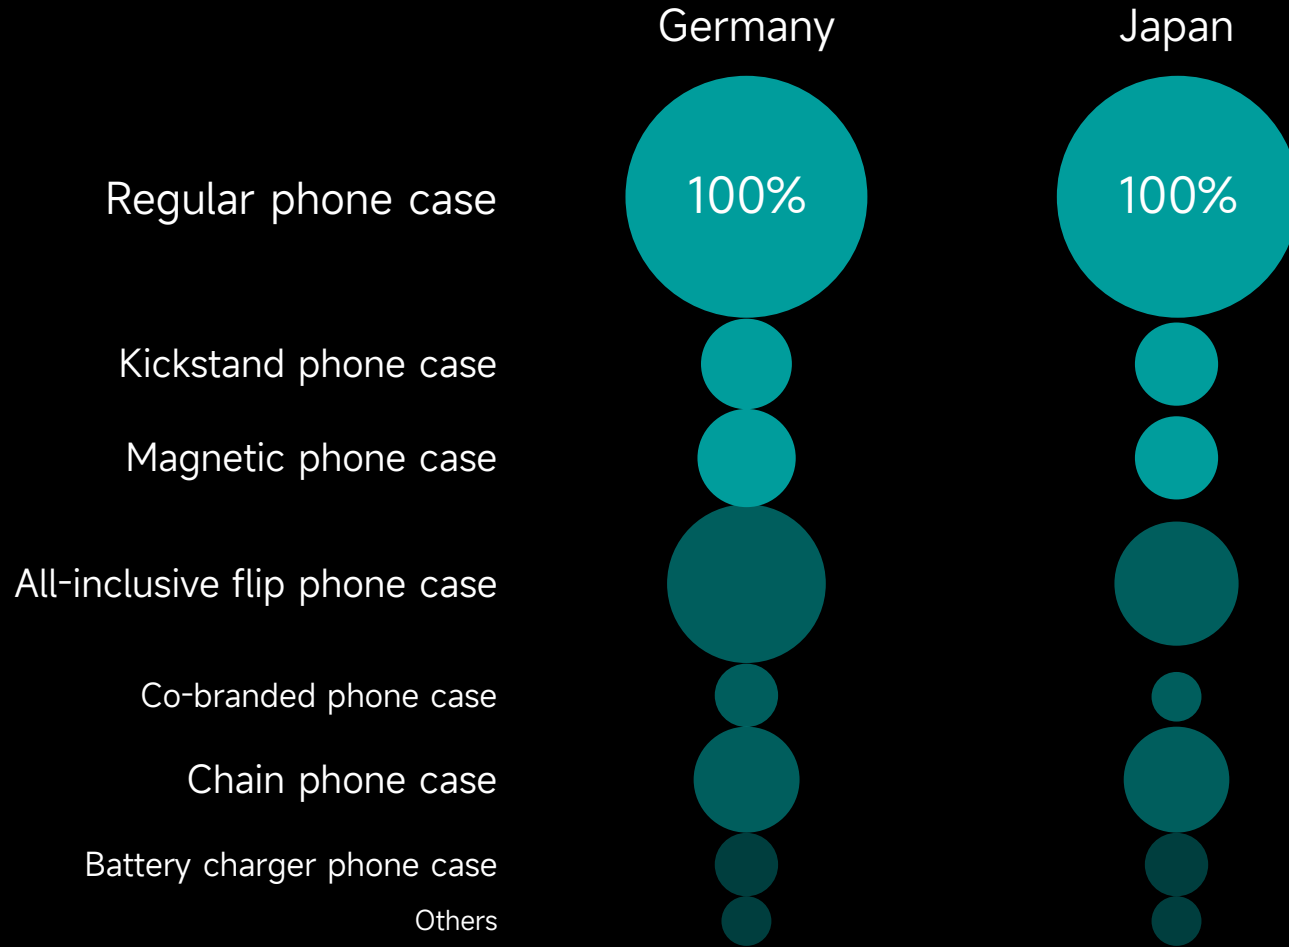 Germany Japan
Regular phone case 100% 100%
Kickstand phone case
Magnetic phone case
All-inclusive flip phone case
Co-branded phone case
Chain phone case
Battery charger phone case
Others